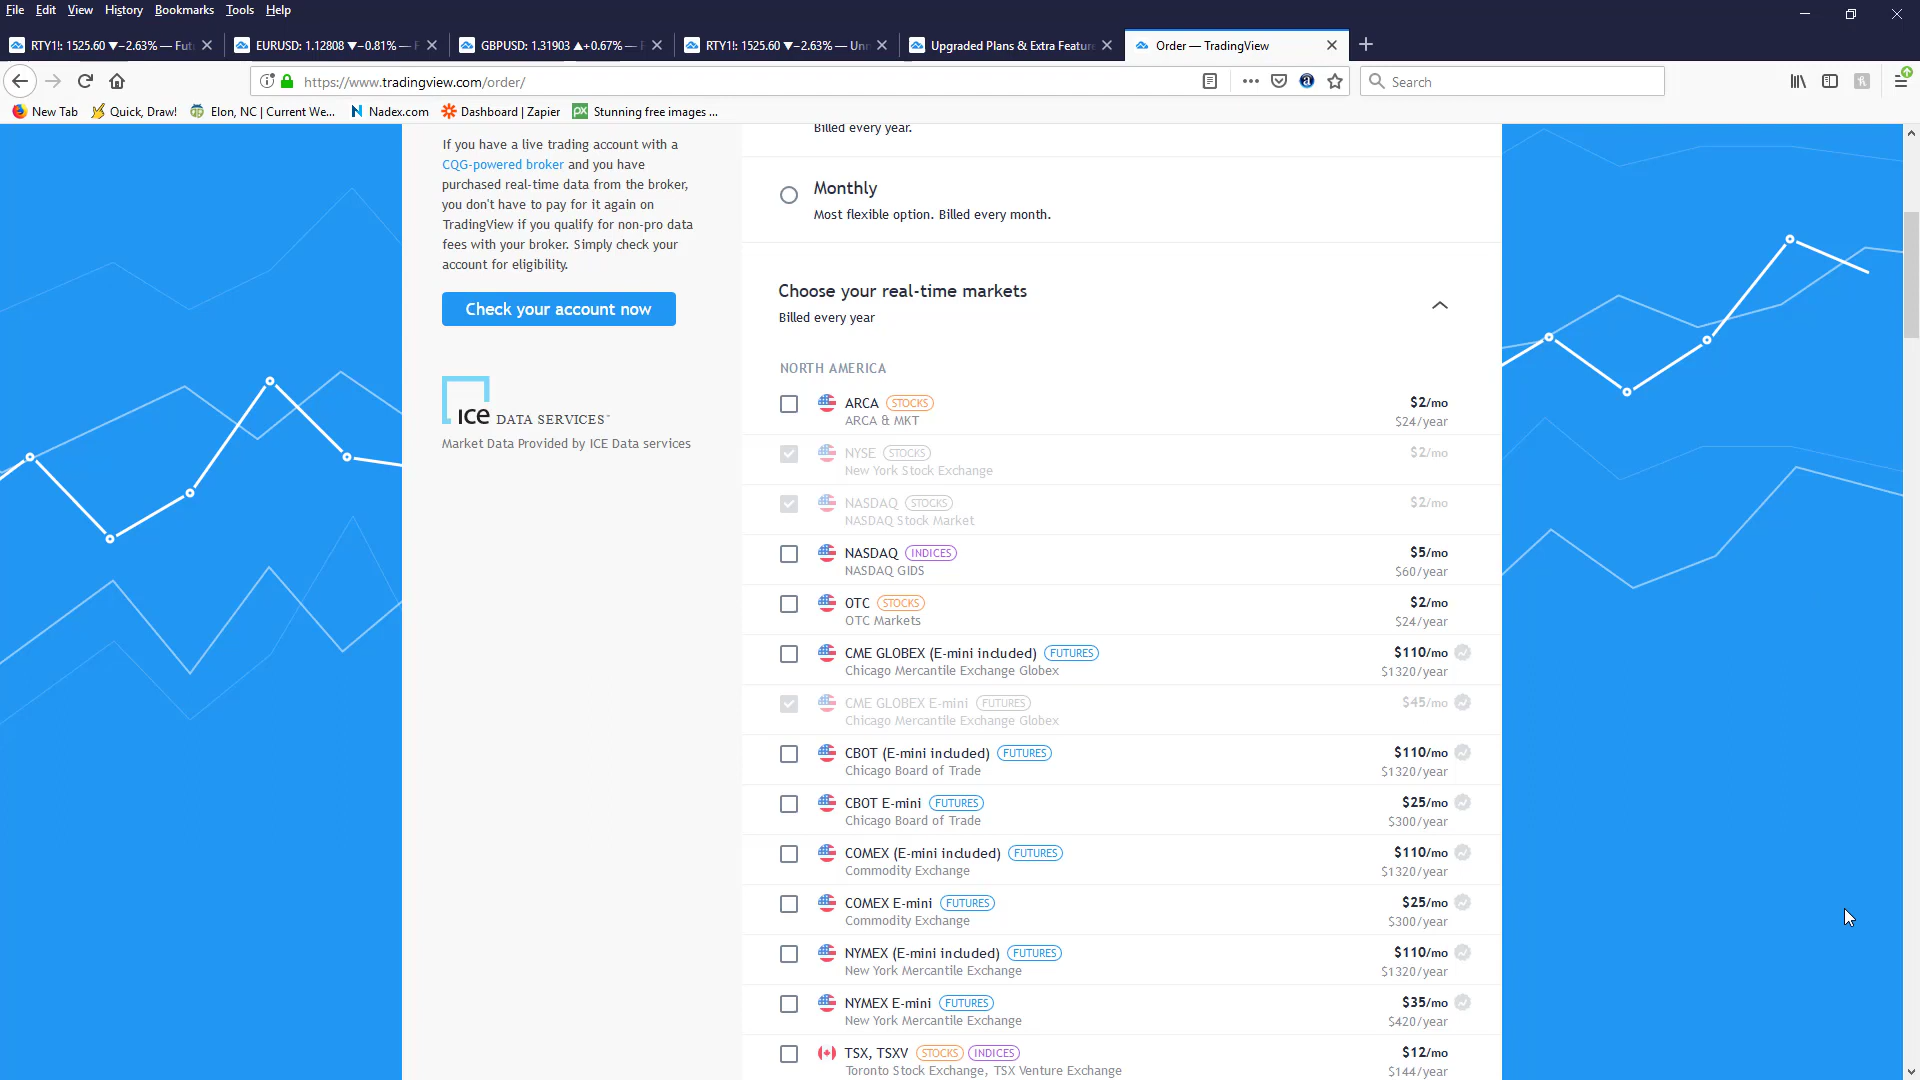 File Edit View History Bookmarks Tools Help
RTY1!: 1525.60 ▼−2.63% — Fut
EURUSD: 1.12808 ▼−0.81% —
GBPUSD: 1.31903 ▲+0.67% —
RTY1!: 1525.60 ▼−2.63% — Unr
Upgraded Plans & Extra Featur
Order — TradingView
https://www.tradingview.com/order/
Search
New Tab
Quick, Draw!
Elon, NC | Current We...
Nadex.com
Dashboard | Zapier
Stunning free images ...
If you have a live trading account with a
CQG-powered broker and you have
purchased real-time data from the broker,
you don't have to pay for it again on
TradingView if you qualify for non-pro data
fees with your broker. Simply check your
account for eligibility.
Check your account now
ICE DATA SERVICES™
Market Data Provided by ICE Data services
Billed every year.
Monthly
Most flexible option. Billed every month.
Choose your real-time markets
Billed every year
NORTH AMERICA
ARCA STOCKS $2/mo
ARCA & MKT $24/year
NYSE STOCKS $2/mo
New York Stock Exchange
NASDAQ STOCKS $2/mo
NASDAQ Stock Market
NASDAQ INDICES $5/mo
NASDAQ GIDS $60/year
OTC STOCKS $2/mo
OTC Markets $24/year
CME GLOBEX (E-mini included) FUTURES $110/mo
Chicago Mercantile Exchange Globex $1320/year
CME GLOBEX E-mini FUTURES $45/mo
Chicago Mercantile Exchange Globex
CBOT (E-mini included) FUTURES $110/mo
Chicago Board of Trade $1320/year
CBOT E-mini FUTURES $25/mo
Chicago Board of Trade $300/year
COMEX (E-mini included) FUTURES $110/mo
Commodity Exchange $1320/year
COMEX E-mini FUTURES $25/mo
Commodity Exchange $300/year
NYMEX (E-mini included) FUTURES $110/mo
New York Mercantile Exchange $1320/year
NYMEX E-mini FUTURES $35/mo
New York Mercantile Exchange $420/year
TSX, TSXV STOCKS INDICES $12/mo
Toronto Stock Exchange, TSX Venture Exchange $144/year